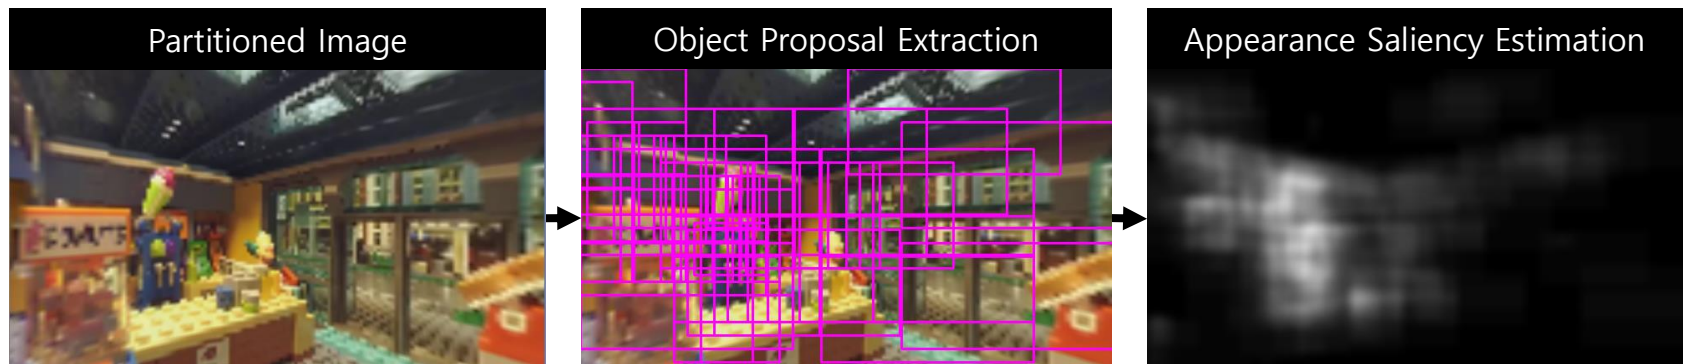 Partitioned Image
Object Proposal Extraction
Appearance Saliency Estimation